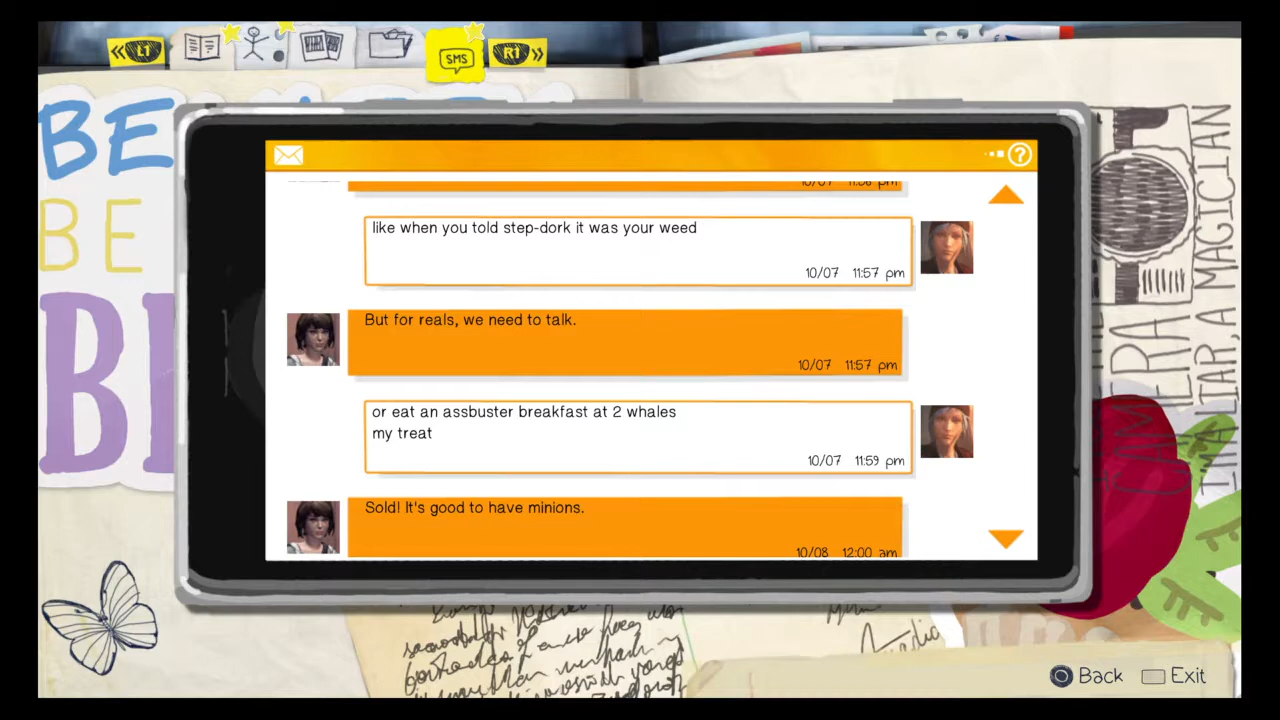 L1
SMS
R1
BE
BE
?
10/07 11:56 pm
like when you told step-dork it was your weed
10/07 11:57 pm
But for reals, we need to talk.
10/07 11:57 pm
or eat an assbuster breakfast at 2 whales
my treat
10/07 11:59 pm
Sold! It's good to have minions.
10/08 12:00 am
CAMERA
I'M A LIAR, A MAGICIAN
Back
Exit